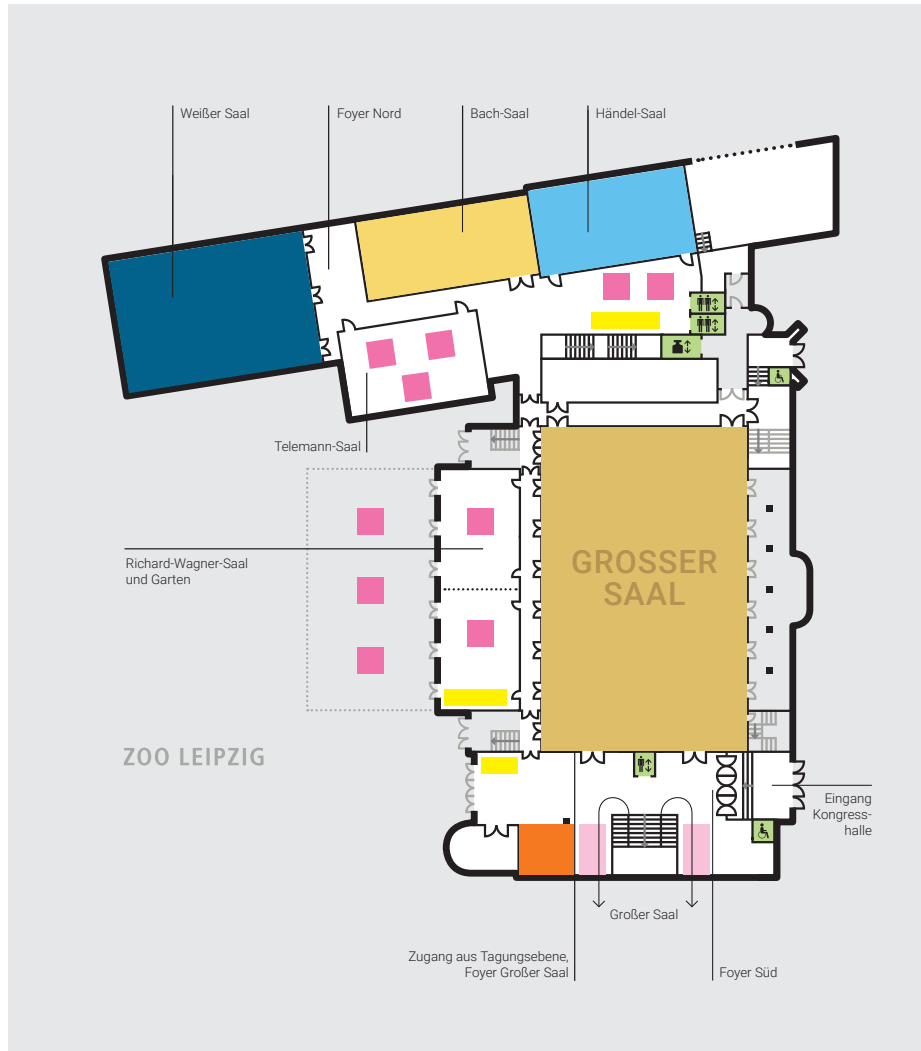 Weißer Saal
Foyer Nord
Bach-Saal
Händel-Saal
Telemann-Saal
Richard-Wagner-Saal
und Garten
GROSSER
SAAL
ZOO LEIPZIG
Eingang
Kongress-
halle
Großer Saal
Zugang aus Tagungsebene,
Foyer Großer Saal
Foyer Süd